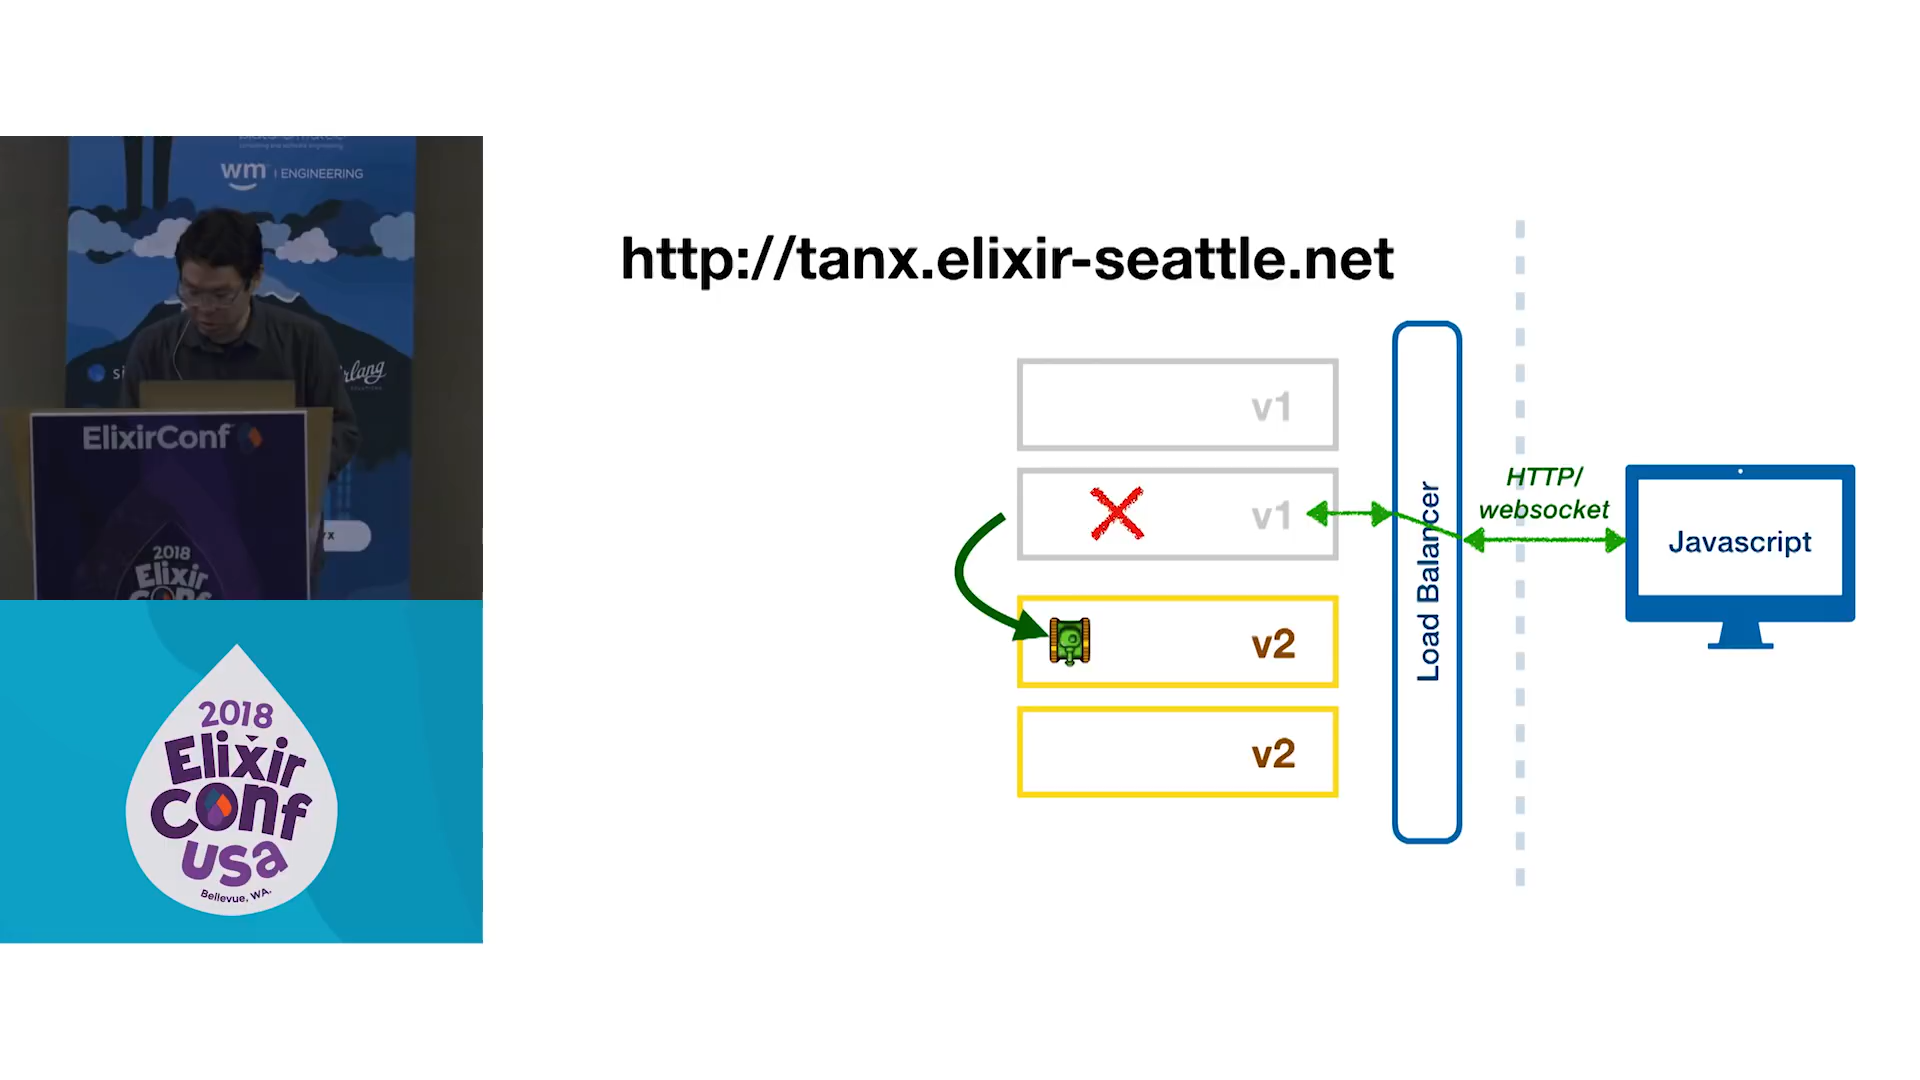 wm | ENGINEERING
ElixirConf
2018
Elixir
2018
Elixir
Conf
USA
Bellevue, WA.
http://tanx.elixir-seattle.net
v1
v1
v2
v2
Load Balancer
HTTP/
websocket
Javascript